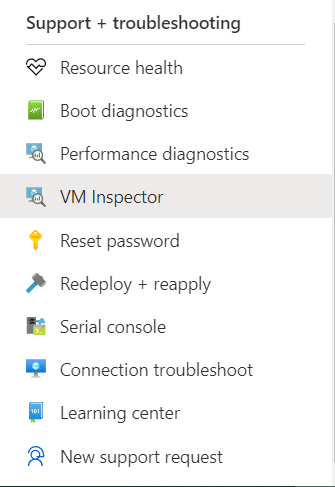 Support + troubleshooting
Resource health
Boot diagnostics
Performance diagnostics
VM Inspector
Reset password
Redeploy + reapply
Serial console
Connection troubleshoot
101
Learning center
New support request